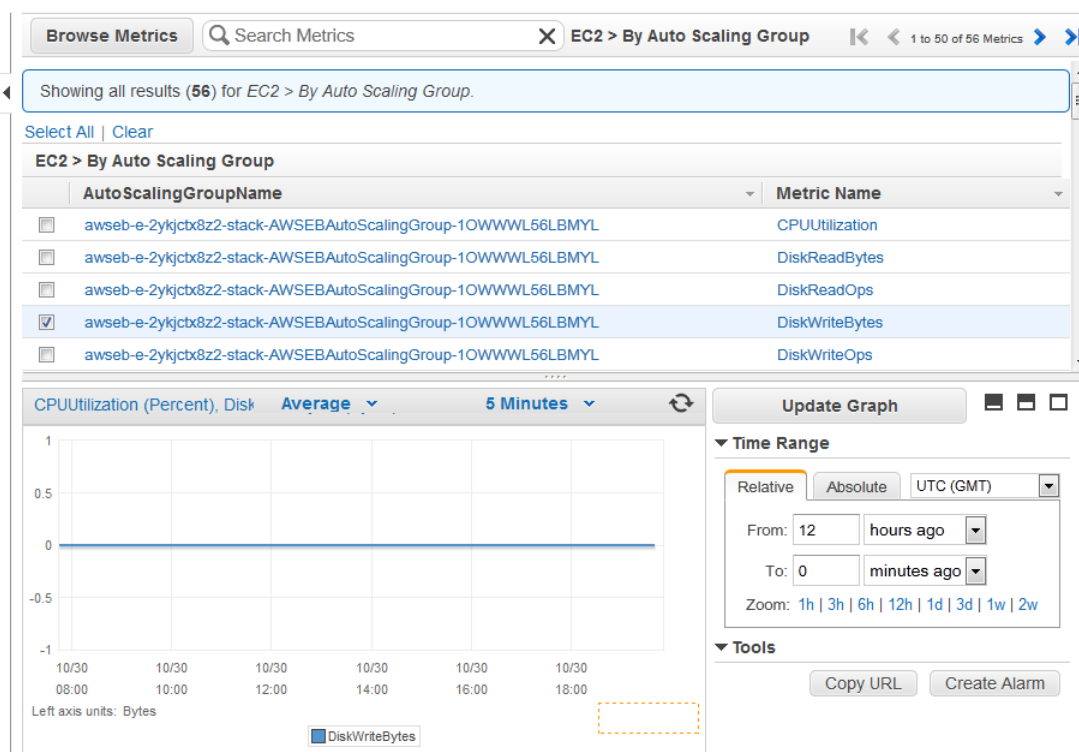 Browse Metrics Search Metrics EC2 > By Auto Scaling Group 1 to 50 of 56 Metrics
Showing all results (56) for EC2 > By Auto Scaling Group.
Select All | Clear
EC2 > By Auto Scaling Group
AutoScalingGroupName Metric Name
awseb-e-2ykjctx8z2-stack-AWSEBAutoScalingGroup-1OWWWL56LBMYL CPUUtilization
awseb-e-2ykjctx8z2-stack-AWSEBAutoScalingGroup-1OWWWL56LBMYL DiskReadBytes
awseb-e-2ykjctx8z2-stack-AWSEBAutoScalingGroup-1OWWWL56LBMYL DiskReadOps
awseb-e-2ykjctx8z2-stack-AWSEBAutoScalingGroup-1OWWWL56LBMYL DiskWriteBytes
awseb-e-2ykjctx8z2-stack-AWSEBAutoScalingGroup-1OWWWL56LBMYL DiskWriteOps
CPUUtilization (Percent), Disk Average 5 Minutes
1
0.5
0
-0.5
-1
10/30 10/30 10/30 10/30 10/30 10/30
08:00 10:00 12:00 14:00 16:00 18:00
Left axis units: Bytes
DiskWriteBytes
Update Graph
Time Range
Relative Absolute UTC (GMT)
From: 12 hours ago
To: 0 minutes ago
Zoom: 1h | 3h | 6h | 12h | 1d | 3d | 1w | 2w
Tools
Copy URL Create Alarm